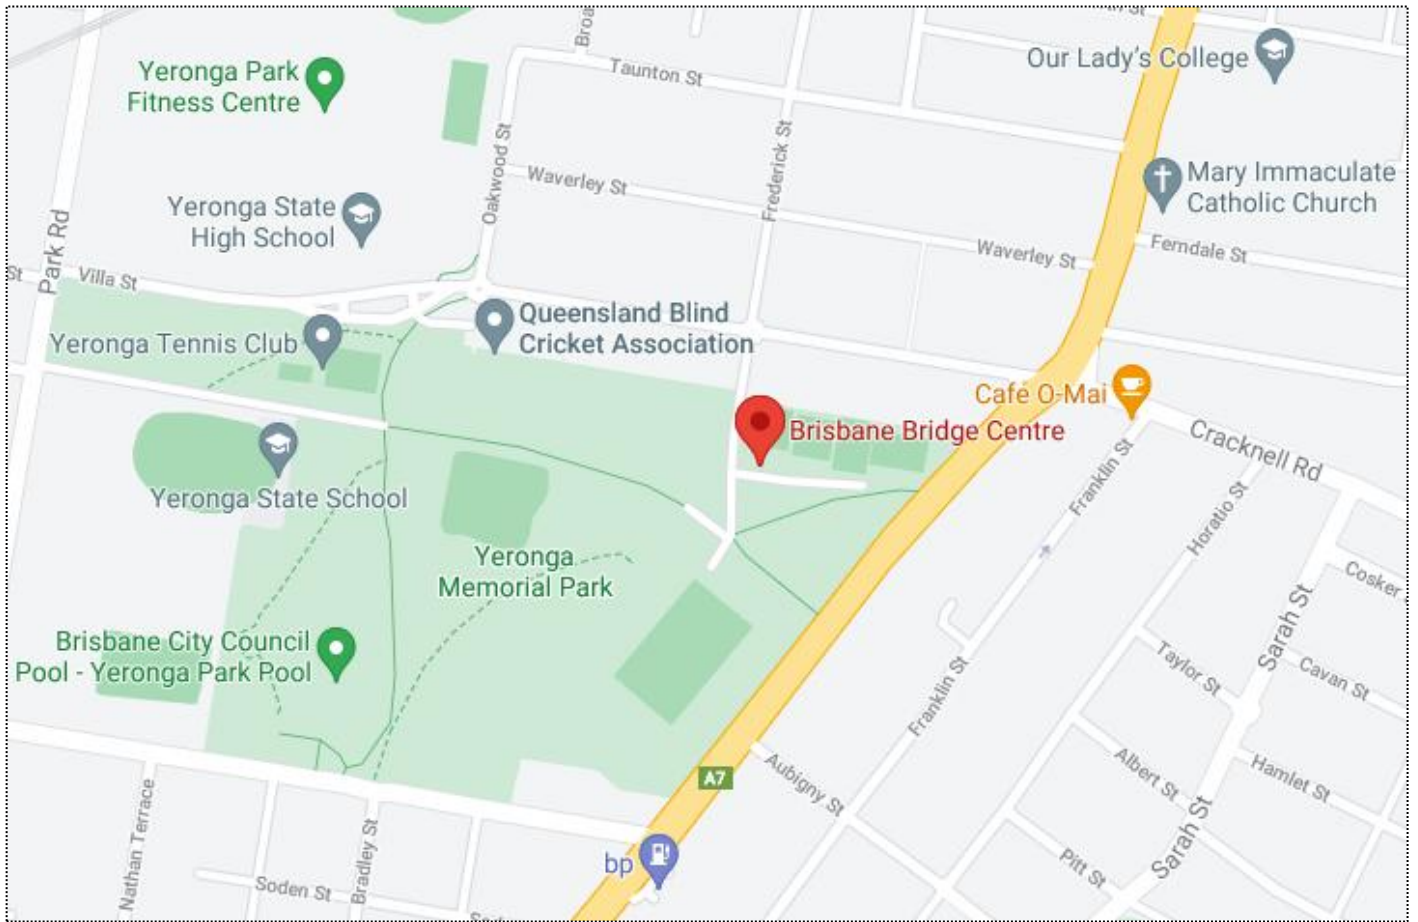 Yeronga Park
Fitness Centre
Broa
Taunton St
Our Lady's College
Oakwood St
Frederick St
Waverley St
Mary Immaculate
Catholic Church
Yeronga State
High School
Park Rd
Waverley St
Ferndale St
St
Villa St
Queensland Blind
Cricket Association
Yeronga Tennis Club
Café O-Mai
Brisbane Bridge Centre
Cracknell Rd
Franklin St
Yeronga State School
Horatio St
Yeronga
Memorial Park
Cosker
Sarah St
Brisbane City Council
Pool - Yeronga Park Pool
Taylor St
Cavan St
Franklin St
A7
Aubigny St
Albert St
Hamlet St
Nathan Terrace
Bradley St
Sarah St
bp
Pitt St
Soden St